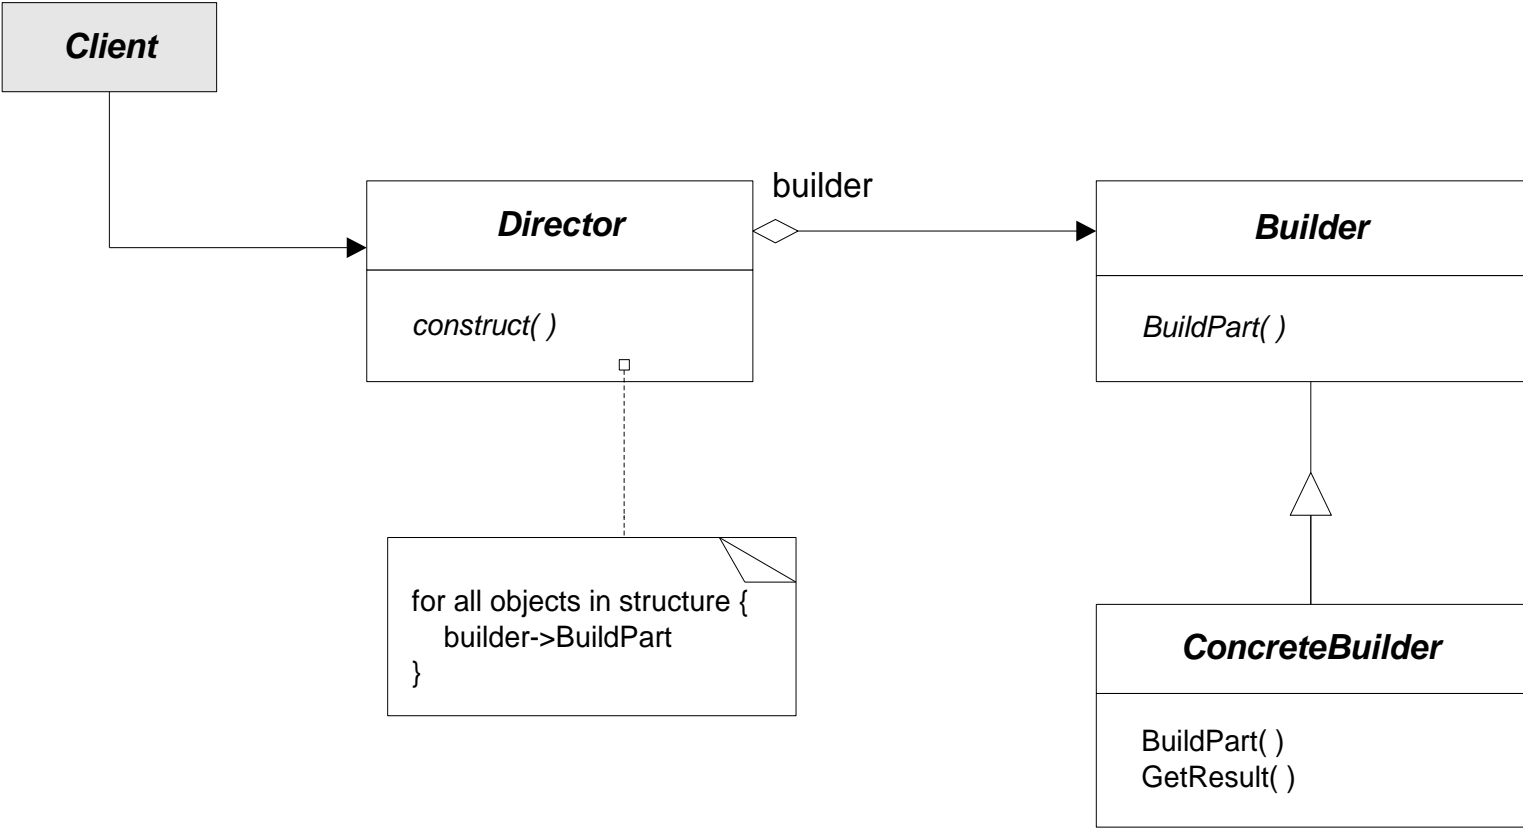 Client
builder
Director
Builder
construct( )
BuildPart( )
for all objects in structure {
builder->BuildPart
}
ConcreteBuilder
BuildPart( )
GetResult( )